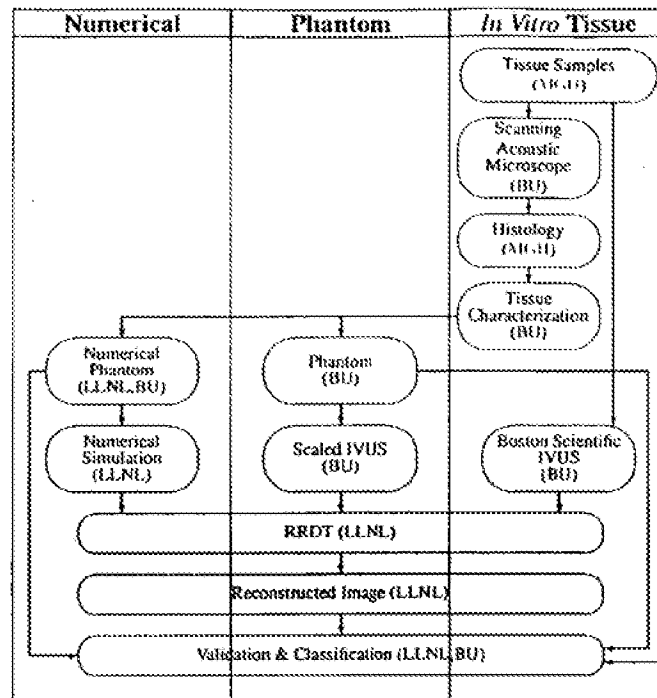 Numerical
Phantom
In Vitro Tissue
Tissue Samples
(MGH)
Scanning
Acoustic
Microscope
(BU)
Histology
(MGH)
Tissue
Characterization
(BU)
Numerical
Phantom
(LLNL,BU)
Phantom
(BU)
Numerical
Simulation
(LLNL)
Scaled IVUS
(BU)
Boston Scientific
IVUS
(BU)
RRDT (LLNL)
Reconstructed Image (LLNL)
Validation & Classification (LLNL,BU)